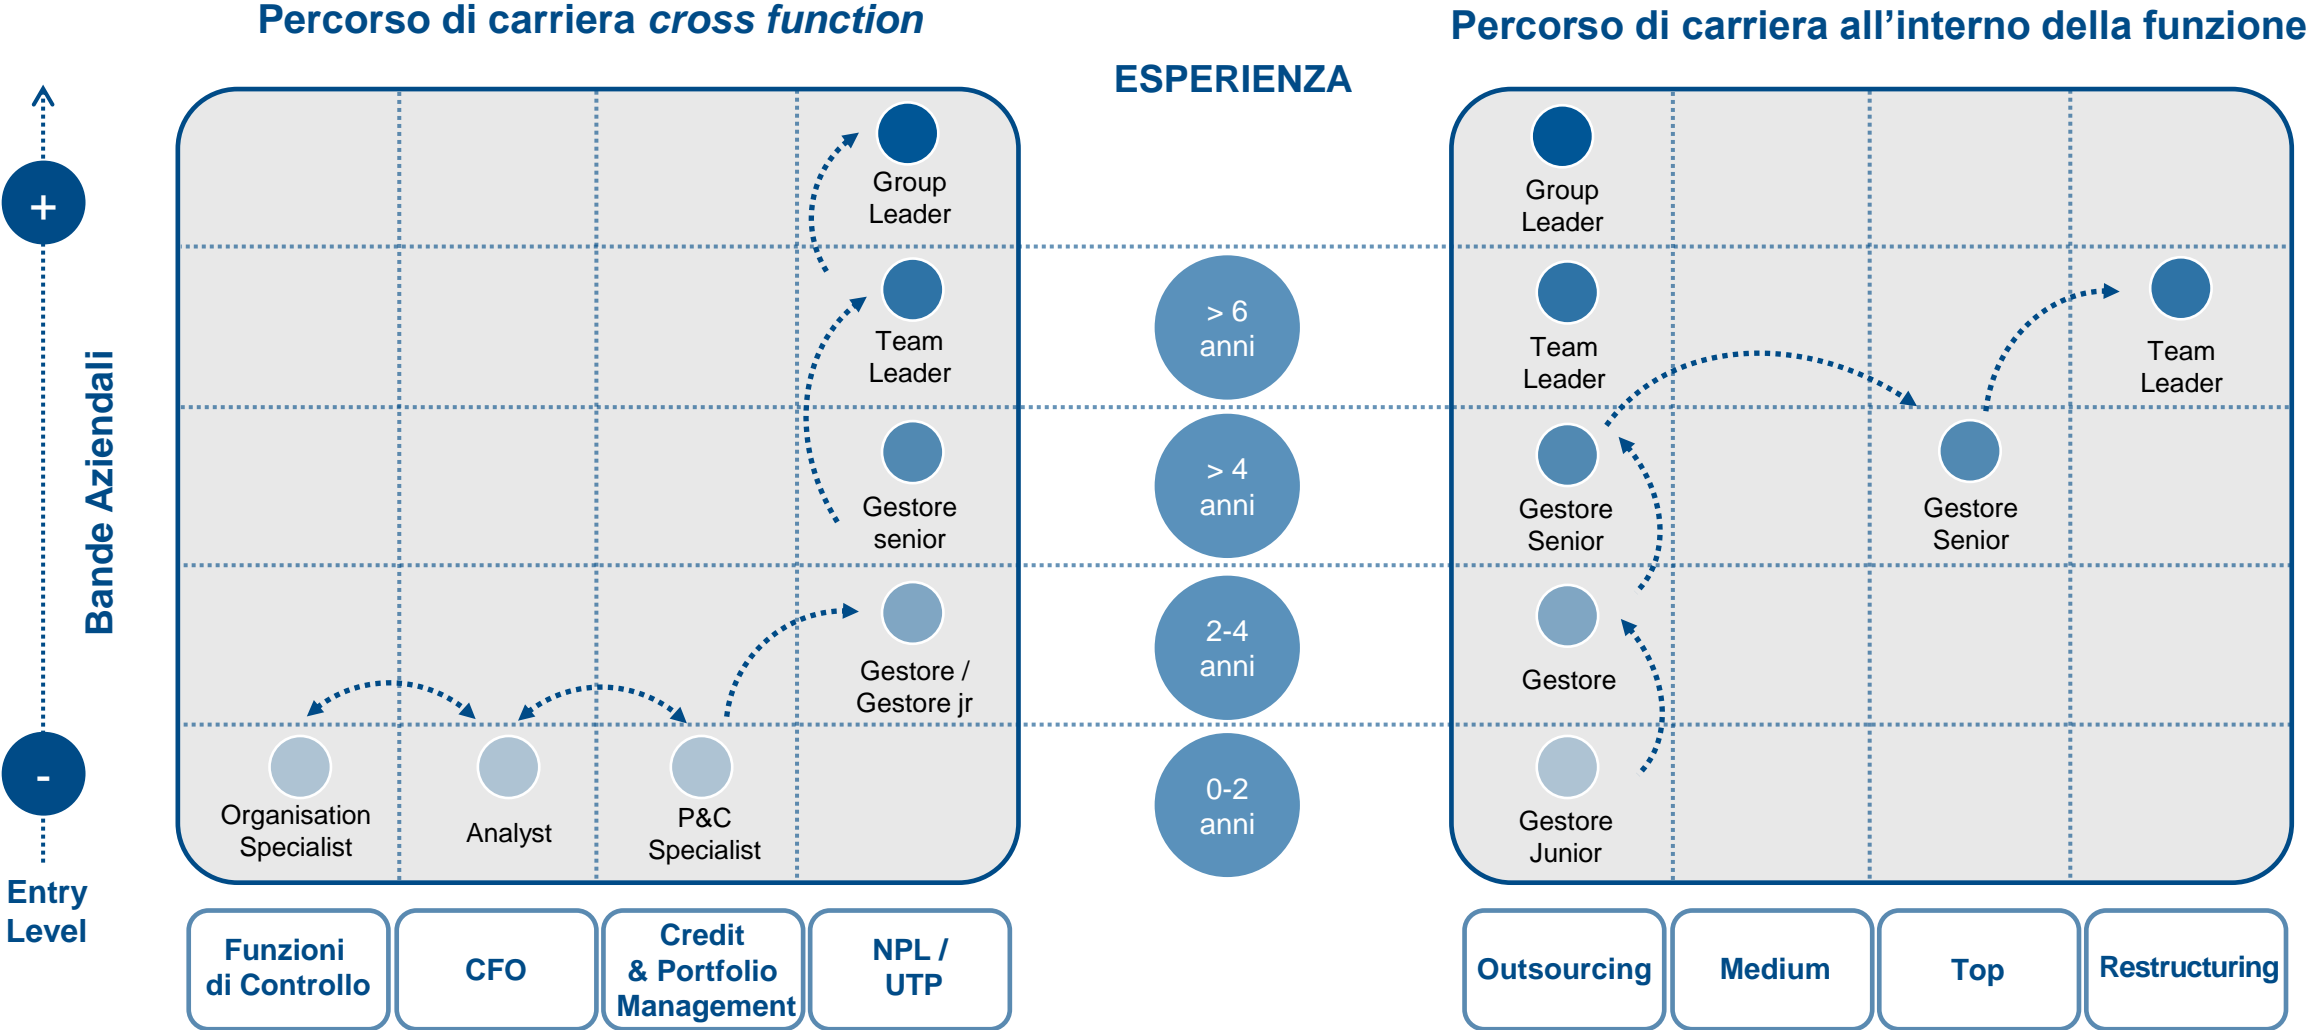 Percorso di carriera cross function
Percorso di carriera all’interno della funzione
ESPERIENZA
+
Bande Aziendali
-
Entry
Level
Group
Leader
Team
Leader
Gestore
senior
Gestore /
Gestore jr
Organisation
Specialist
Analyst
P&C
Specialist
Funzioni
di Controllo
CFO
Credit
& Portfolio
Management
NPL /
UTP
> 6
anni
> 4
anni
2-4
anni
0-2
anni
Group
Leader
Team
Leader
Team
Leader
Gestore
Senior
Gestore
Senior
Gestore
Gestore
Junior
Outsourcing
Medium
Top
Restructuring